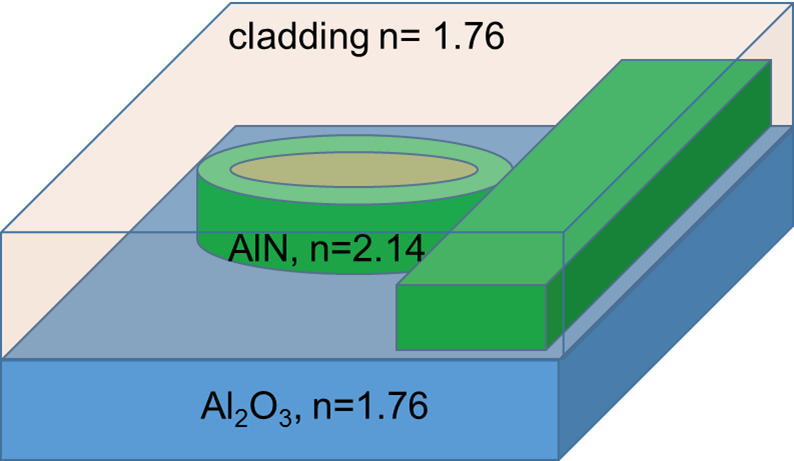 cladding n= 1.76
AlN, n=2.14
Al₂O₃, n=1.76